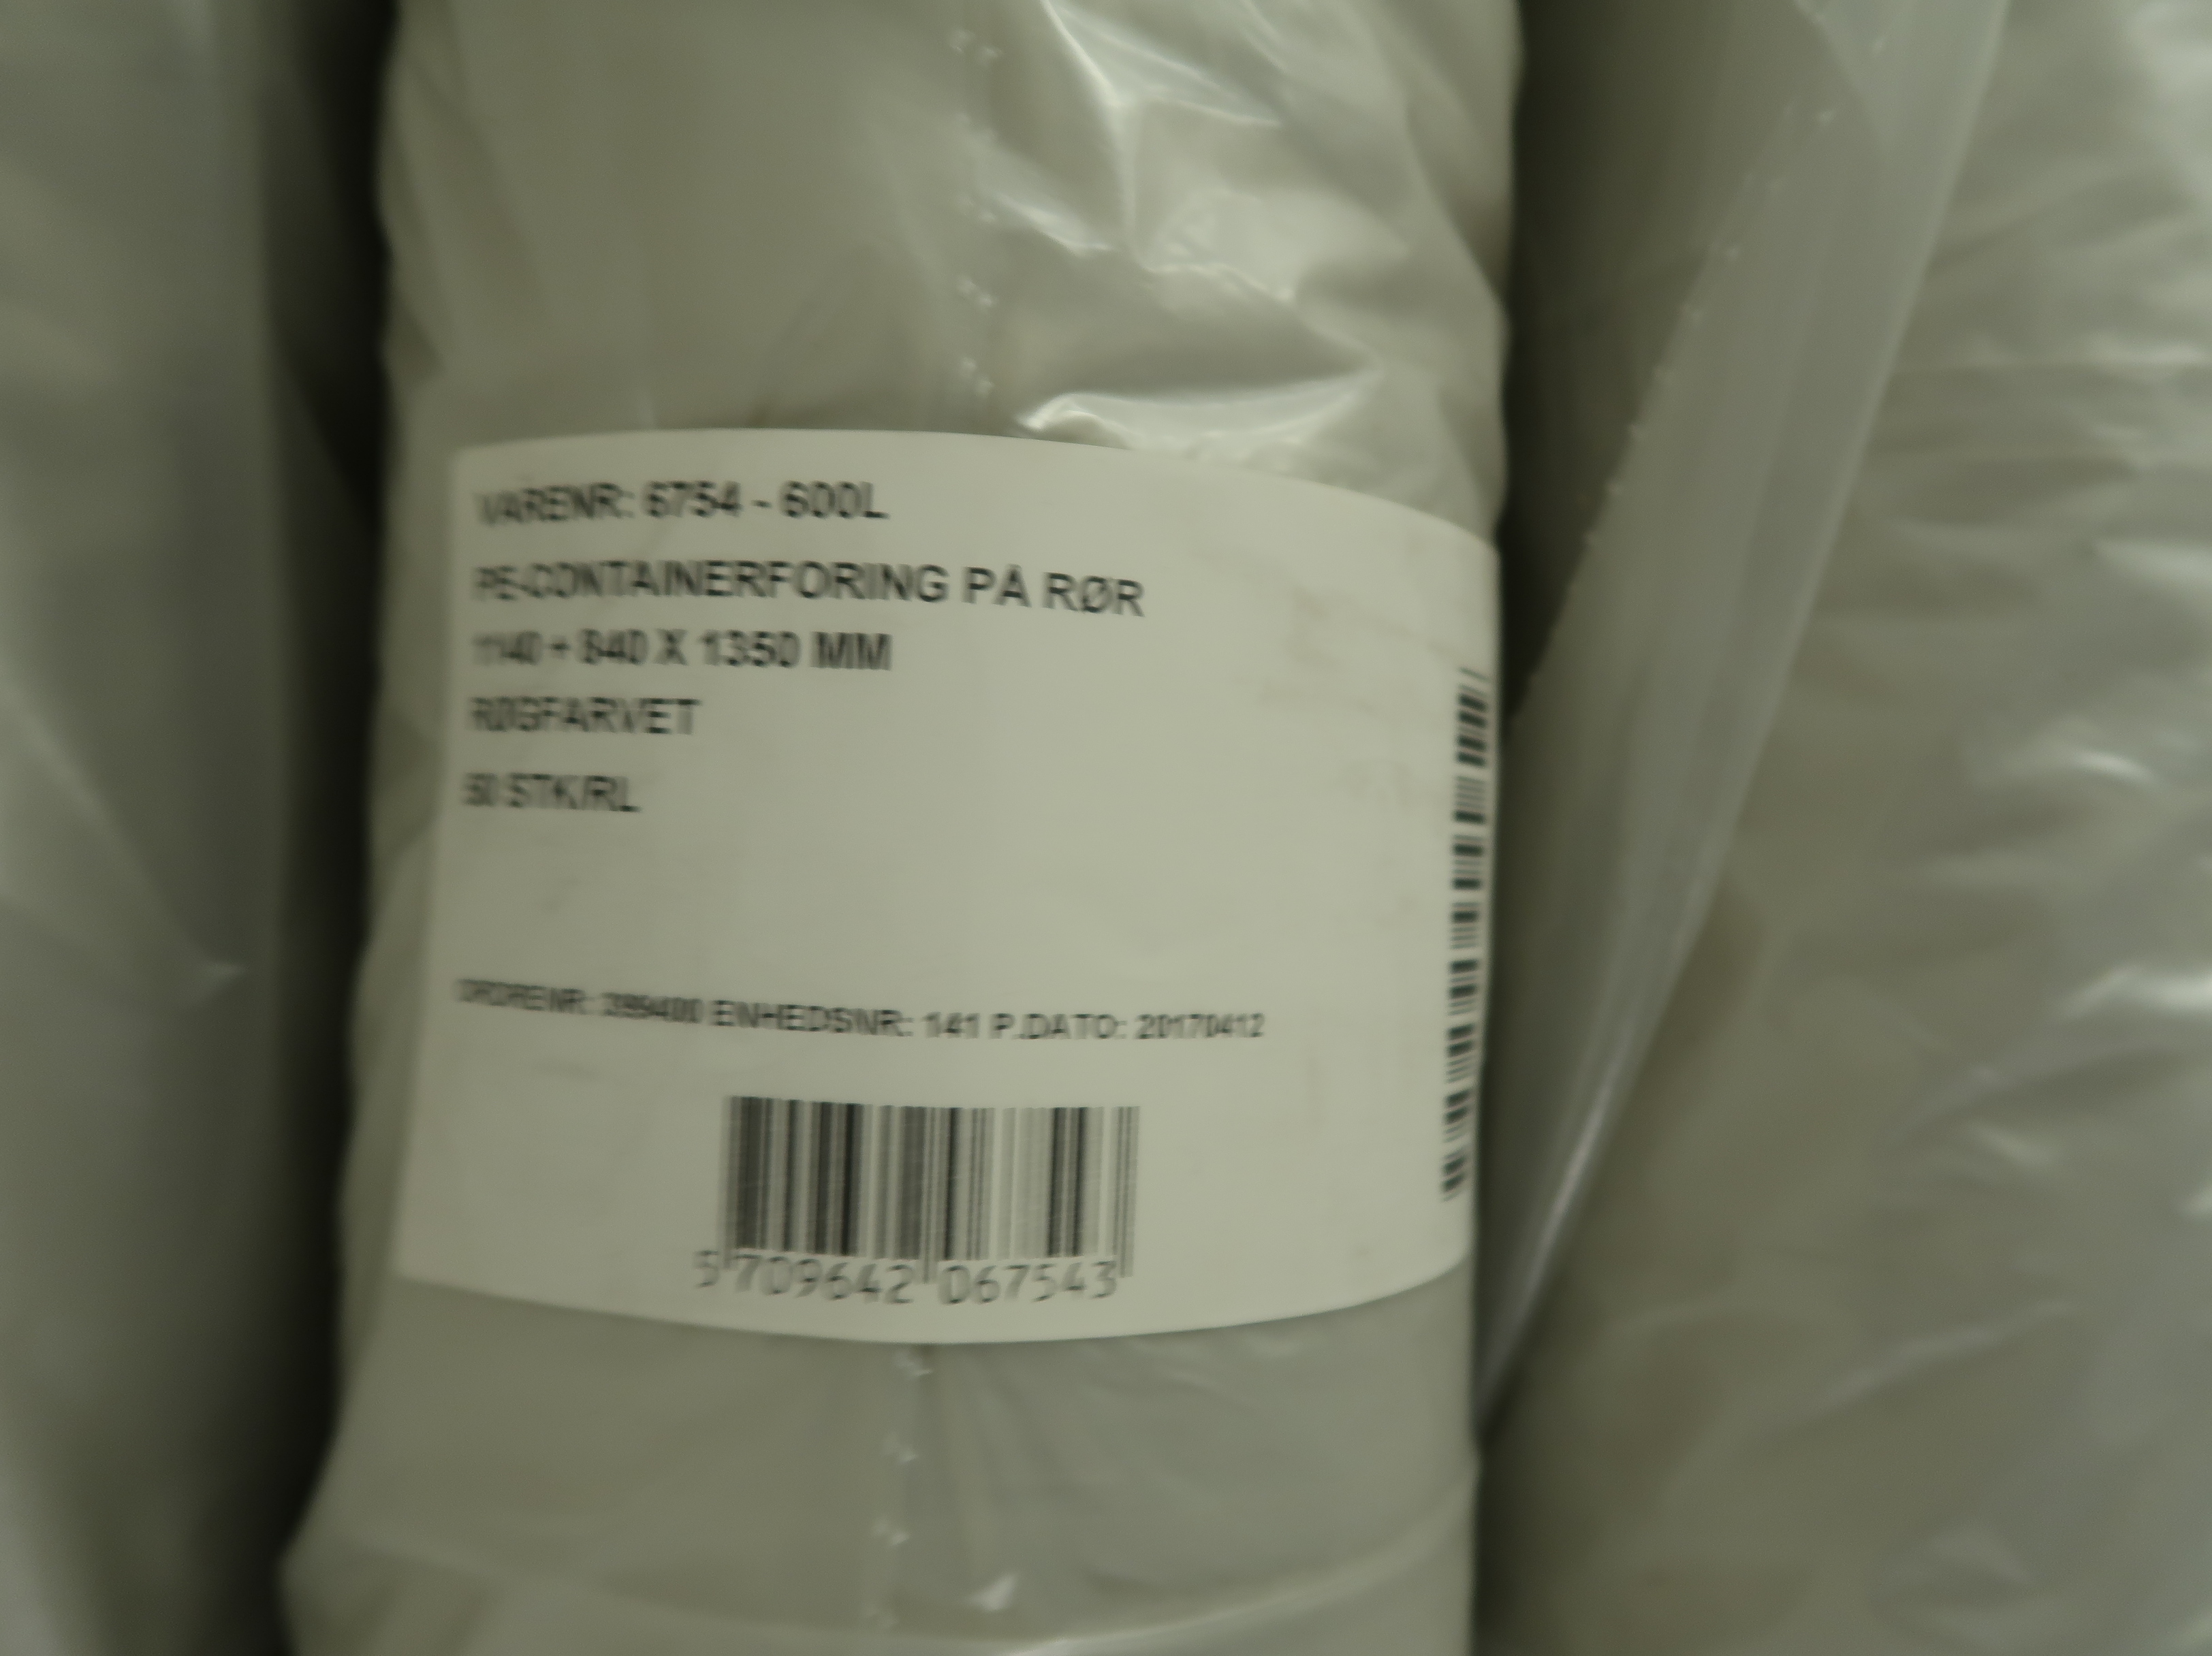 VARENR: 6754 - 600L
PE-CONTAINERFORING PÅ RØR
1140 + 840 X 1350 MM
RØGFARVET
50 STK/RL
ORDRENR: 399400 ENHEDSNR: 141 P.DATO: 20170412
5 709642 067543